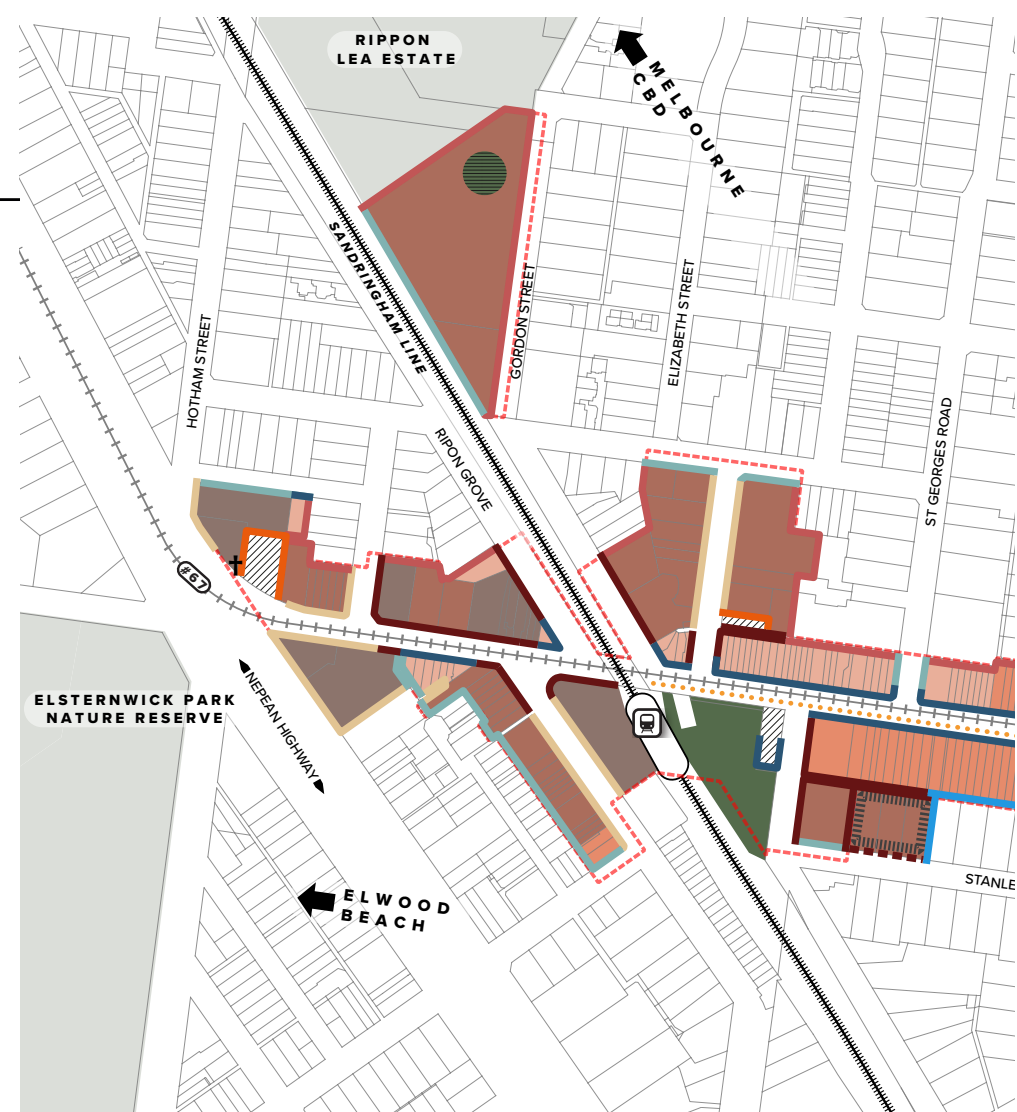 RIPPON
LEA ESTATE
MELBOURNE
CBD
SANDRINGHAM LINE
GORDON STREET
ELIZABETH STREET
HOTHAM STREET
RIPON GROVE
ST GEORGES ROAD
#67
ELSTERNWICK PARK
NATURE RESERVE
NEPEAN HIGHWAY
ELWOOD
BEACH
STANLE